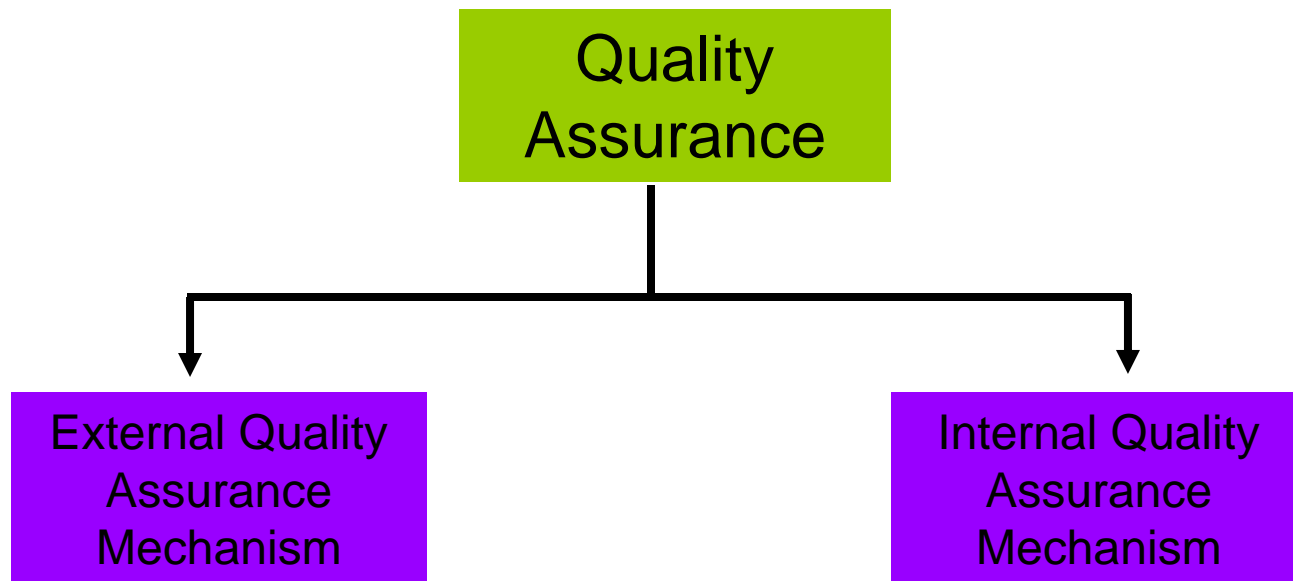 Quality
Assurance
External Quality
Assurance
Mechanism
Internal Quality
Assurance
Mechanism